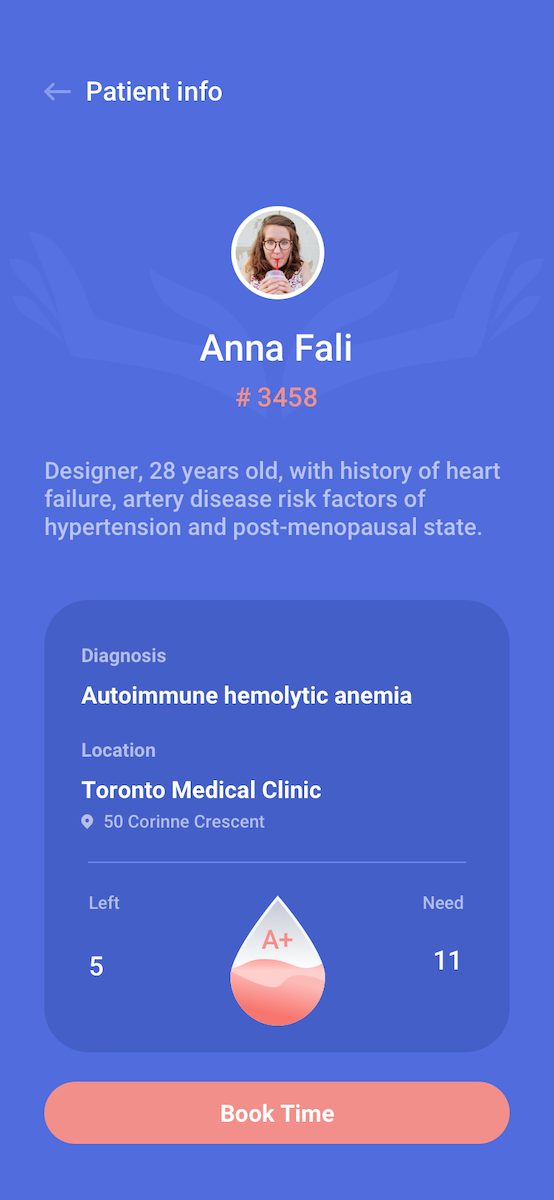 Patient info
Anna Fali
# 3458
Designer, 28 years old, with history of heart
failure, artery disease risk factors of
hypertension and post-menopausal state.
Diagnosis
Autoimmune hemolytic anemia
Location
Toronto Medical Clinic
50 Corinne Crescent
Left
Need
A+
5
11
Book Time